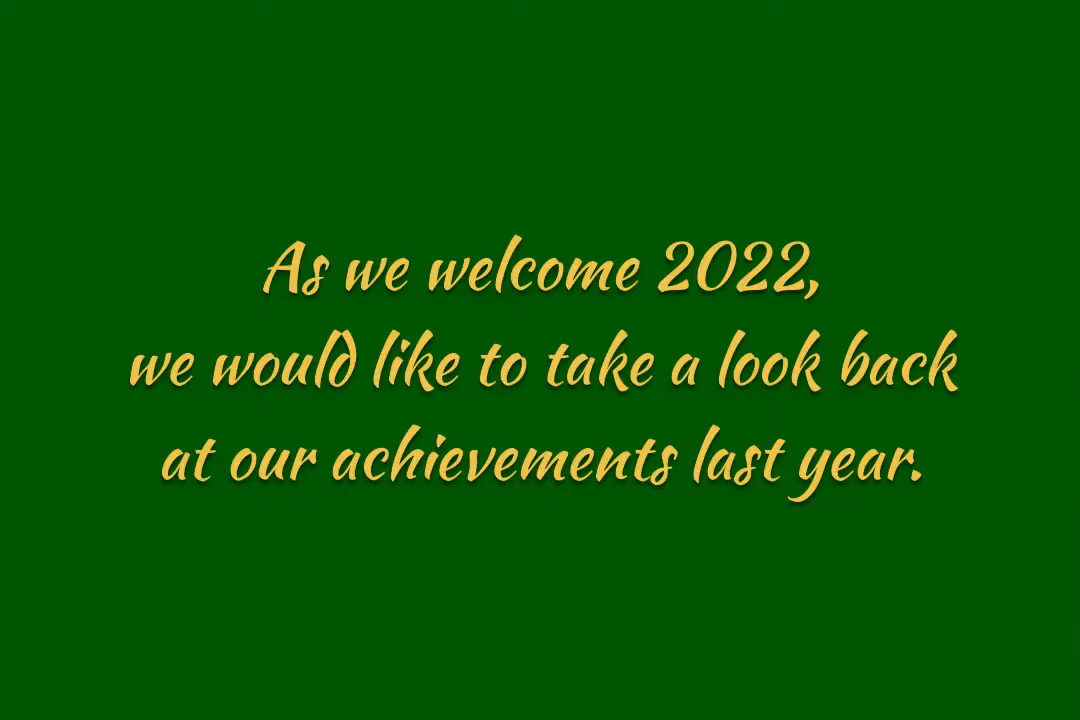 As we welcome 2022,
we would like to take a look back
at our achievements last year.